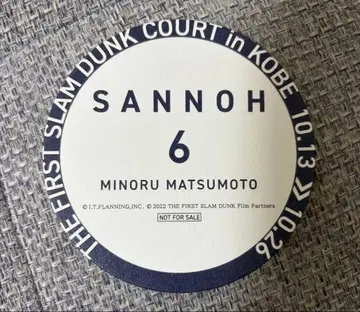 THE FIRST SLAM DUNK COURT in KOBE 10.13 >> 10.26
SANNOH
6
MINORU MATSUMOTO
© I.T.PLANNING,INC. © 2022 THE FIRST SLAM DUNK Film Partners
NOT FOR SALE